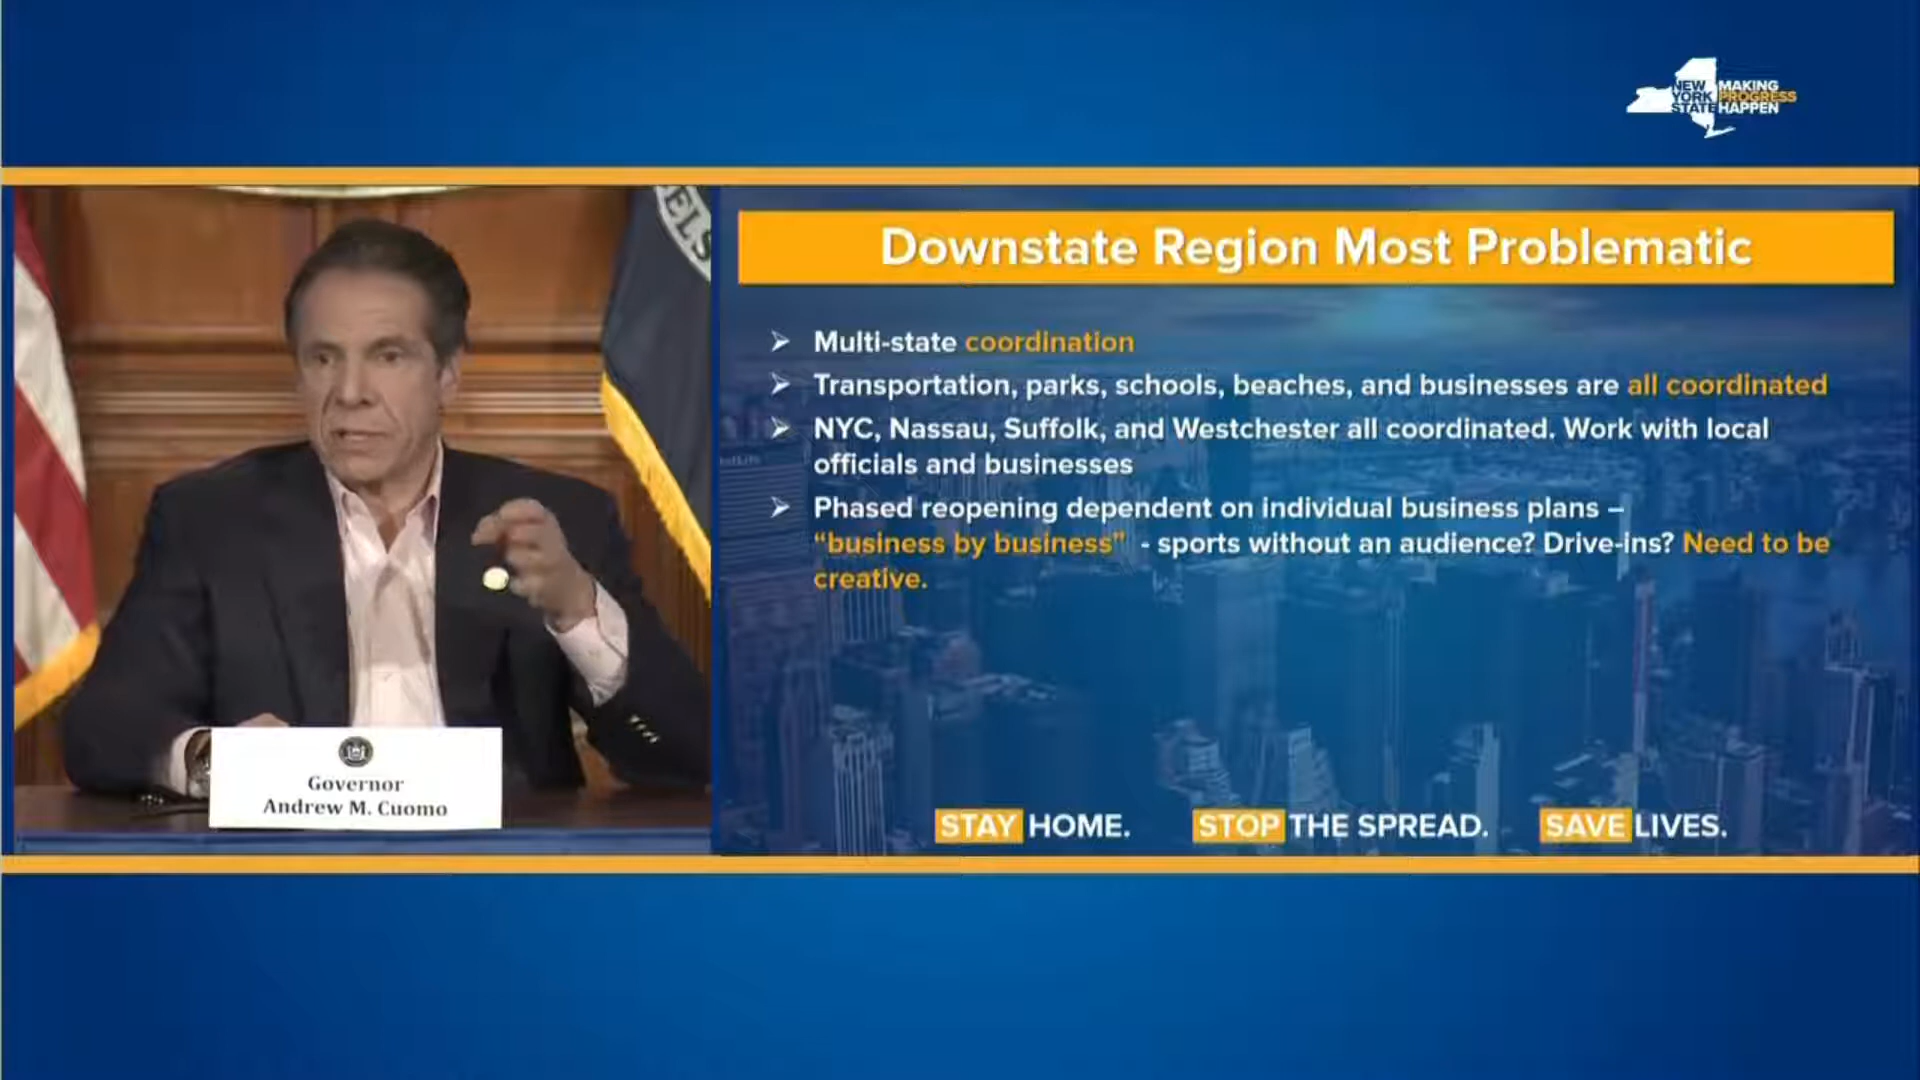 NEW
YORK
STATE
MAKING
PROGRESS
HAPPEN
ELS
Downstate Region Most Problematic
Multi-state coordination
Transportation, parks, schools, beaches, and businesses are all coordinated
NYC, Nassau, Suffolk, and Westchester all coordinated. Work with local
officials and businesses
Phased reopening dependent on individual business plans –
“business by business” - sports without an audience? Drive-ins? Need to be
creative.
Governor
Andrew M. Cuomo
STAY HOME.
STOP THE SPREAD.
SAVE LIVES.